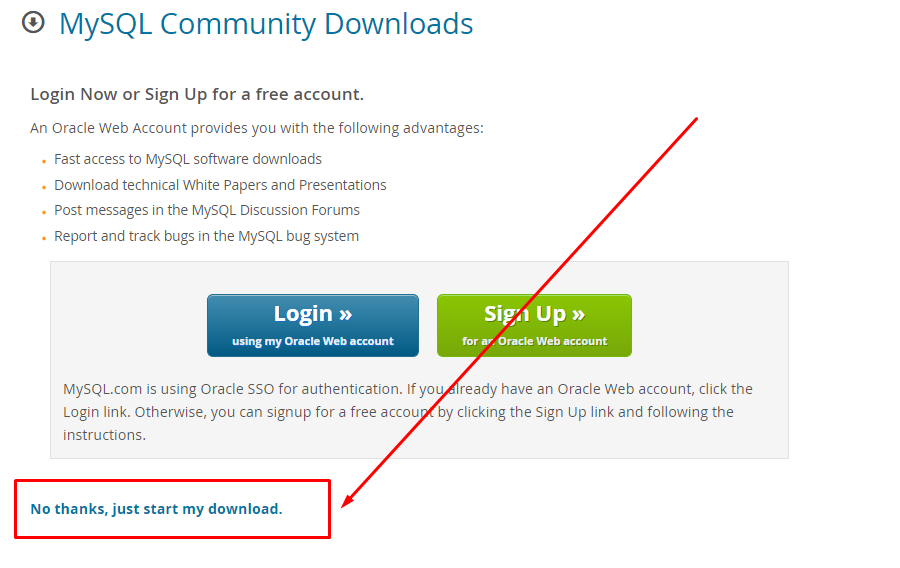 MySQL Community Downloads
Login Now or Sign Up for a free account.
An Oracle Web Account provides you with the following advantages:
Fast access to MySQL software downloads
Download technical White Papers and Presentations
Post messages in the MySQL Discussion Forums
Report and track bugs in the MySQL bug system
Login »
using my Oracle Web account
Sign Up »
for an Oracle Web account
MySQL.com is using Oracle SSO for authentication. If you already have an Oracle Web account, click the
Login link. Otherwise, you can signup for a free account by clicking the Sign Up link and following the
instructions.
No thanks, just start my download.